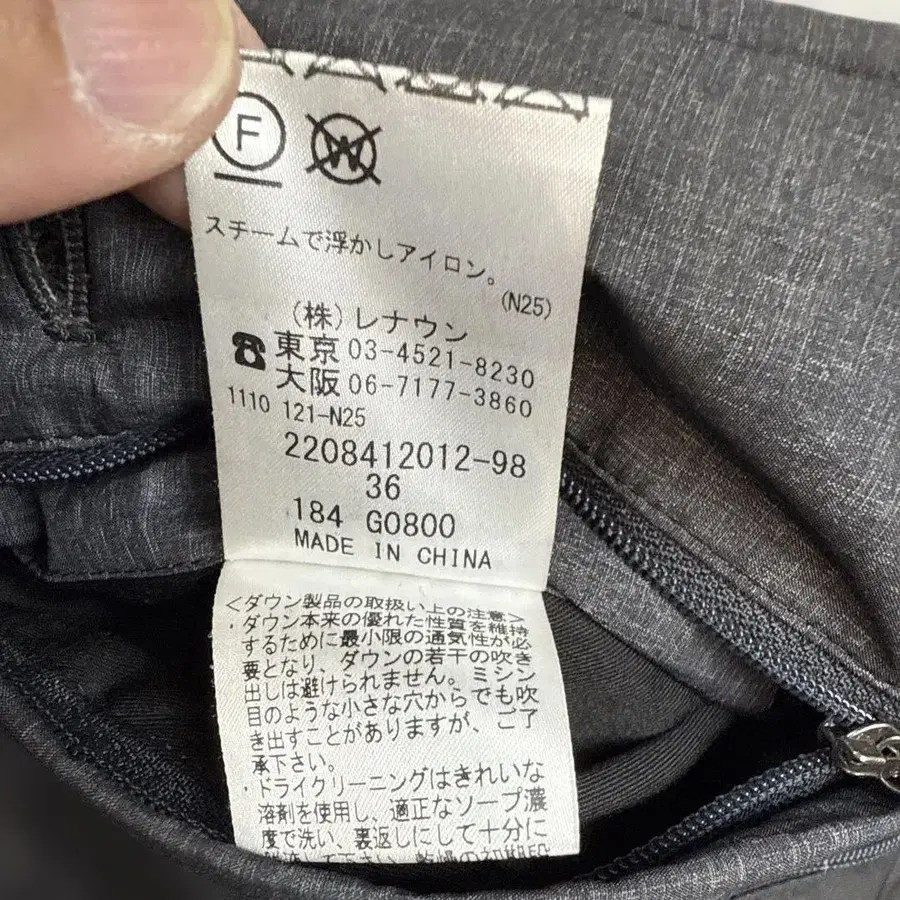 F W
スチームで浮かしアイロン。
(N25)
(株)レナウン
☎東京 03-4521-8230
大阪 06-7177-3860
1110 121-N25
2208412012-98
36
184 G0800
MADE IN CHINA
<ダウン製品の取扱い上の注意>
・ダウン本来の優れた性質を維持
するために最小限の通気性が必
要となり、ダウンの若干の吹き
出しは避けられません。ミシン
目のような小さな穴からでも吹
き出すことがありますが、ご了
承下さい。
・ドライクリーニングはきれいな
溶剤を使用し、適正なソープ濃
度で洗い、裏返しにして十分に